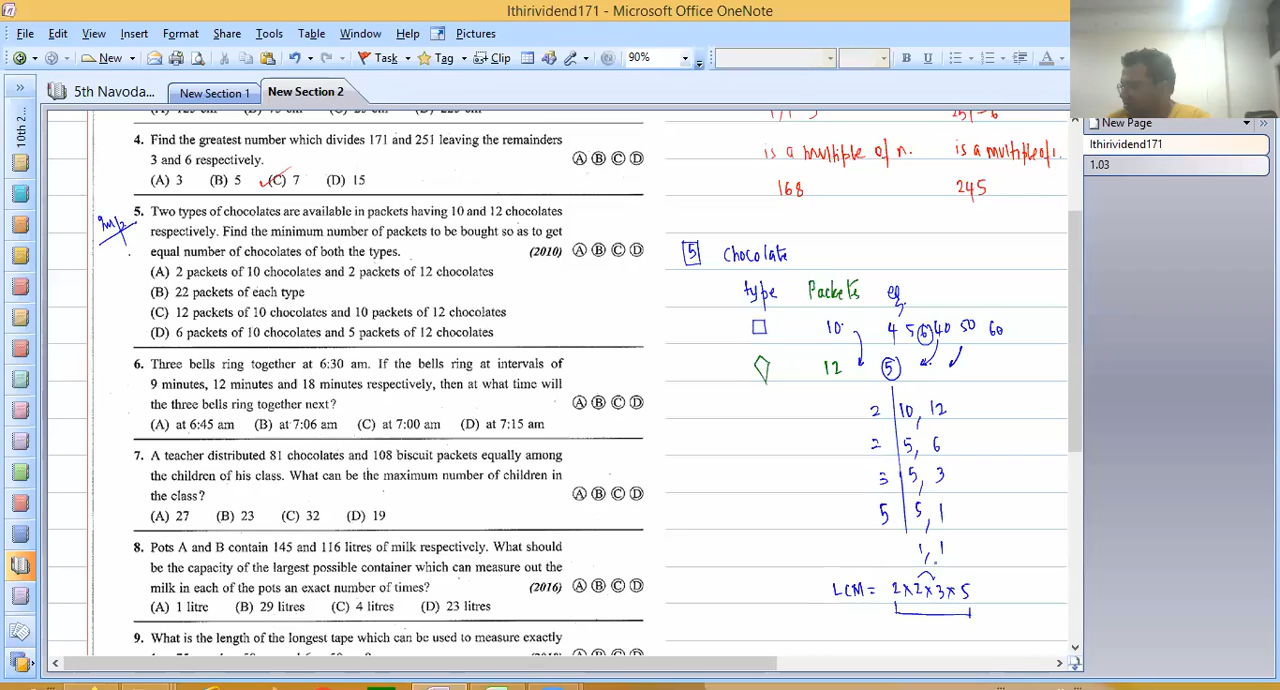 Ithirividend171 - Microsoft Office OneNote
File Edit View Insert Format Share Tools Table Window Help Pictures
New Task Tag Clip 90% B U
5th Navoda... New Section 1 New Section 2
10th 2...
New Page
Ithirividend171
1.03
4. Find the greatest number which divides 171 and 251 leaving the remainders
3 and 6 respectively. Ⓐ Ⓑ Ⓒ Ⓓ
(A) 3 (B) 5 (C) 7 (D) 15
Imp
5. Two types of chocolates are available in packets having 10 and 12 chocolates
respectively. Find the minimum number of packets to be bought so as to get
equal number of chocolates of both the types. (2010) Ⓐ Ⓑ Ⓒ Ⓓ
(A) 2 packets of 10 chocolates and 2 packets of 12 chocolates
(B) 22 packets of each type
(C) 12 packets of 10 chocolates and 10 packets of 12 chocolates
(D) 6 packets of 10 chocolates and 5 packets of 12 chocolates
6. Three bells ring together at 6:30 am. If the bells ring at intervals of
9 minutes, 12 minutes and 18 minutes respectively, then at what time will
the three bells ring together next? Ⓐ Ⓑ Ⓒ Ⓓ
(A) at 6:45 am (B) at 7:06 am (C) at 7:00 am (D) at 7:15 am
7. A teacher distributed 81 chocolates and 108 biscuit packets equally among
the children of his class. What can be the maximum number of children in
the class? Ⓐ Ⓑ Ⓒ Ⓓ
(A) 27 (B) 23 (C) 32 (D) 19
8. Pots A and B contain 145 and 116 litres of milk respectively. What should
be the capacity of the largest possible container which can measure out the
milk in each of the pots an exact number of times? (2016) Ⓐ Ⓑ Ⓒ Ⓓ
(A) 1 litre (B) 29 litres (C) 4 litres (D) 23 litres
9. What is the length of the longest tape which can be used to measure exactly
is a multiple of n. is a multiple of
168 245
5 Chocolate
type Packets eq.
10 4 5 6 40 50 60
12 5
2 10, 12
2 5, 6
3 5, 3
5 5, 1
1, 1
LCM = 2 x 2 x 3 x 5